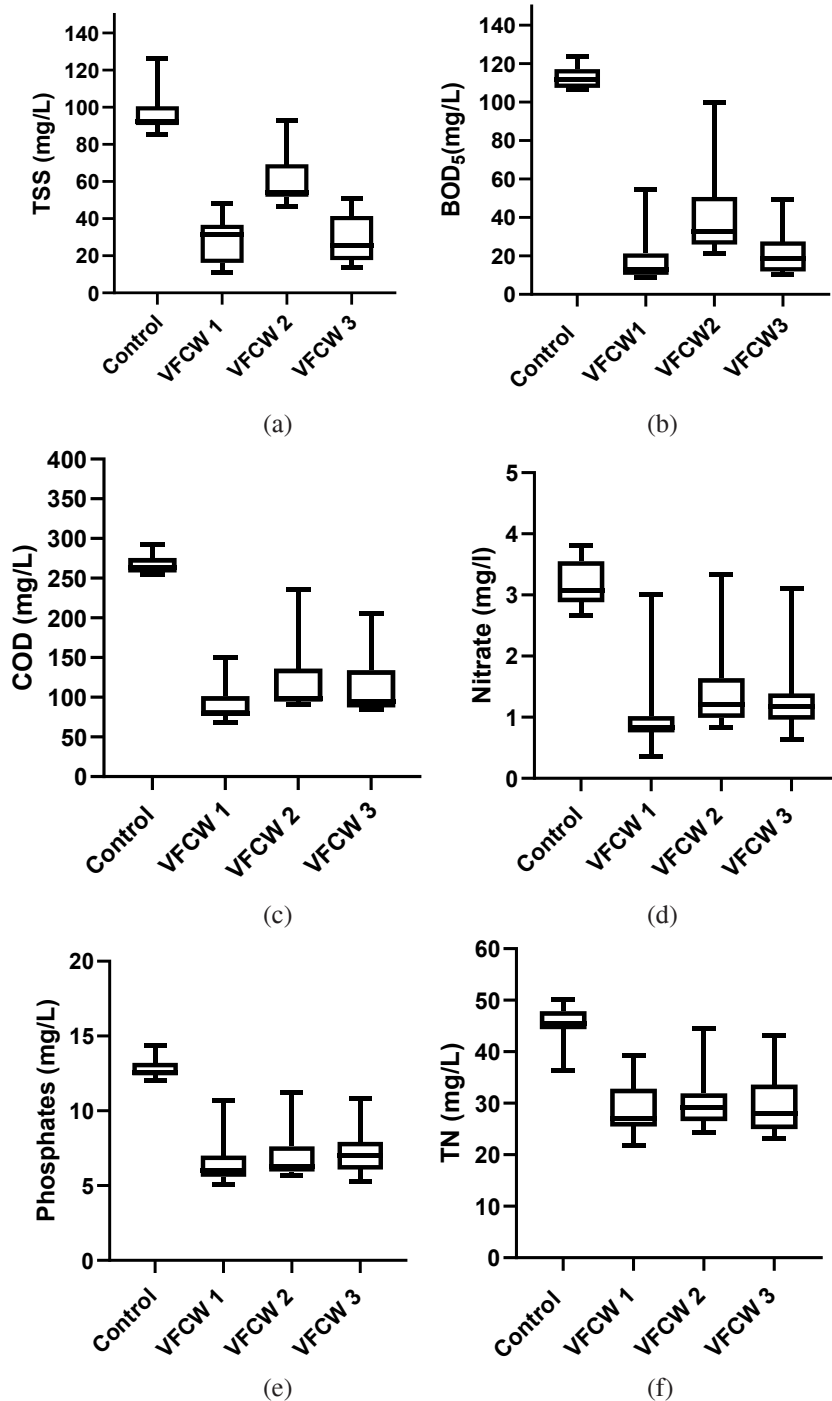 140
120
100
80
60
40
20
0
TSS (mg/L)
Control
VFCW 1
VFCW 2
VFCW 3
(a)
140
120
100
80
60
40
20
0
BOD5(mg/L)
Control
VFCW1
VFCW2
VFCW3
(b)
400
350
300
250
200
150
100
50
0
COD (mg/L)
Control
VFCW 1
VFCW 2
VFCW 3
(c)
5
4
3
2
1
0
Nitrate (mg/l)
Control
VFCW 1
VFCW 2
VFCW 3
(d)
20
15
10
5
0
Phosphates (mg/L)
Control
VFCW 1
VFCW 2
VFCW 3
(e)
60
50
40
30
20
10
0
TN (mg/L)
Control
VFCW 1
VFCW 2
VFCW 3
(f)